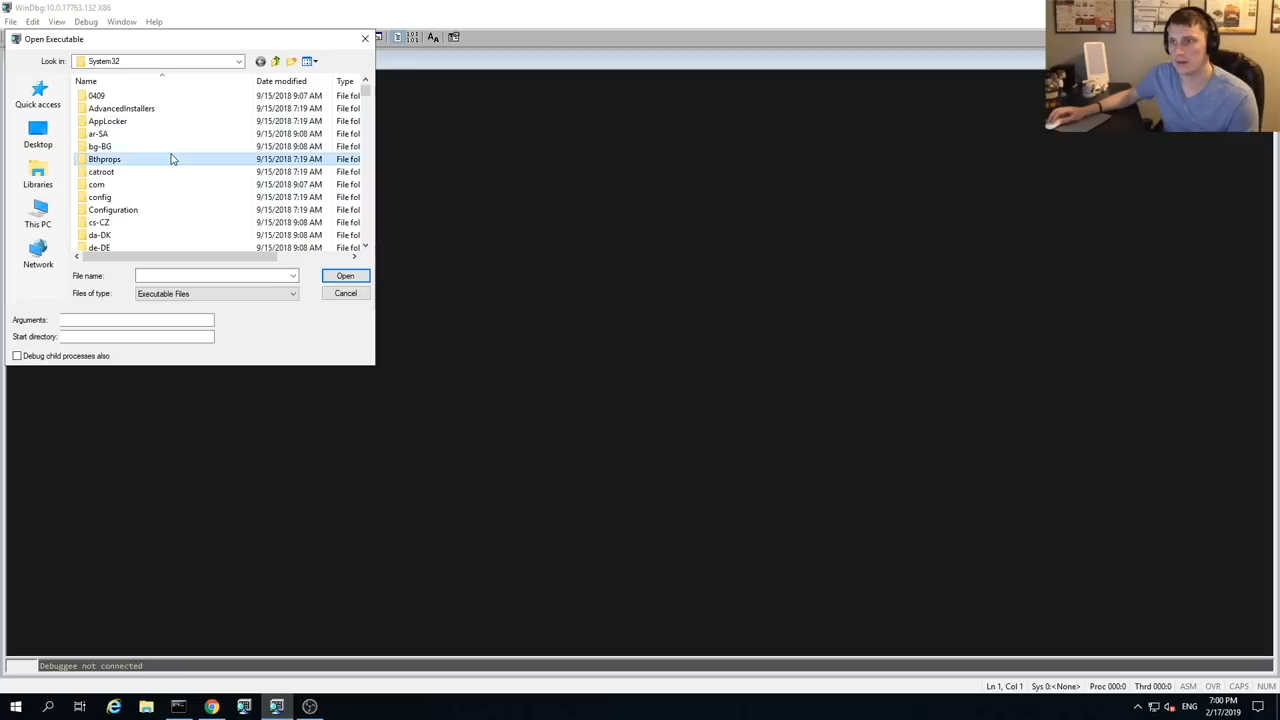 WinDbg:10.0.17763.132 X86
File Edit View Debug Window Help
Open Executable
Look in: System32
Name Date modified Type
0409 9/15/2018 9:07 AM File fol
AdvancedInstallers 9/15/2018 7:19 AM File fol
AppLocker 9/15/2018 7:19 AM File fol
ar-SA 9/15/2018 9:08 AM File fol
bg-BG 9/15/2018 9:08 AM File fol
Bthprops 9/15/2018 7:19 AM File fol
catroot 9/15/2018 7:19 AM File fol
com 9/15/2018 9:07 AM File fol
config 9/15/2018 7:19 AM File fol
Configuration 9/15/2018 7:19 AM File fol
cs-CZ 9/15/2018 9:08 AM File fol
da-DK 9/15/2018 9:08 AM File fol
de-DE 9/15/2018 9:08 AM File fol
Quick access
Desktop
Libraries
This PC
Network
File name:
Open
Files of type: Executable Files
Cancel
Arguments:
Start directory:
Debug child processes also
Debuggee not connected
Ln 1, Col 1 Sys 0:<None> Proc 000:0 Thrd 000:0 ASM OVR CAPS NUM
ENG 7:00 PM
2/17/2019